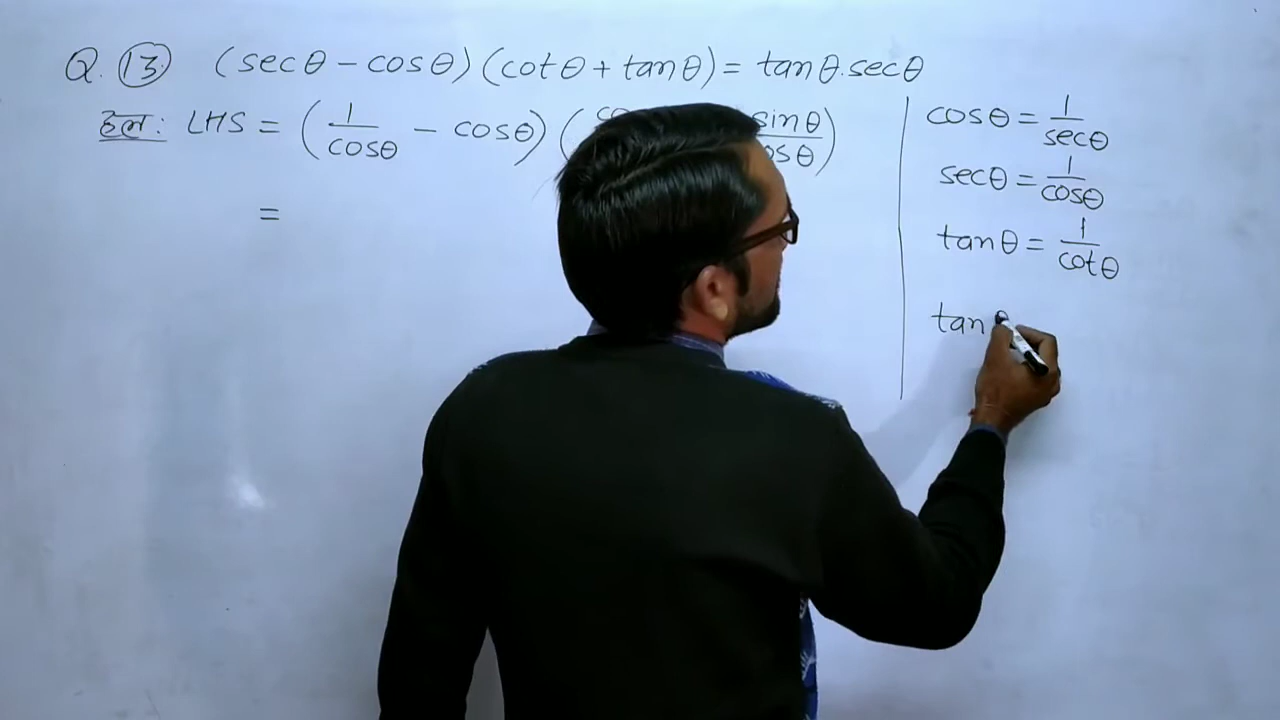 Q. 13 (secθ - cosθ)(cotθ + tanθ) = tanθ.secθ
हल: LHS = (1/cosθ - cosθ)( sinθ
=
cosθ = 1/secθ
secθ = 1/cosθ
tanθ = 1/cotθ
tan